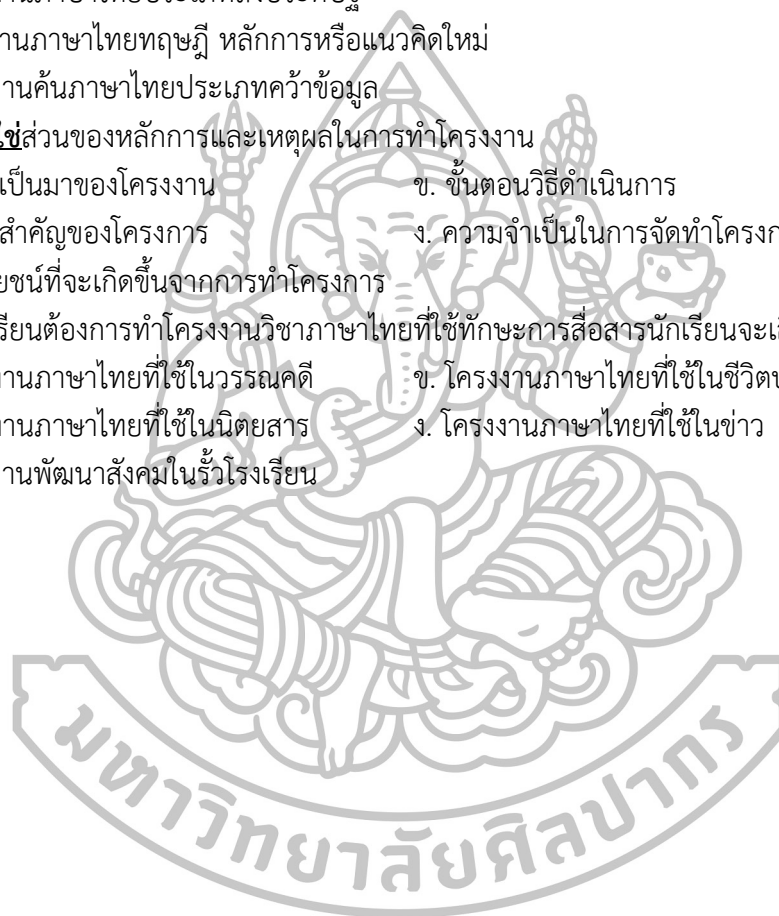 านภาษาไทยทฤษฎี หลักการหรือแนวคิดใหม่
านค้นภาษาไทยประเภทคว้าข้อมูล
ใช่ส่วนของหลักการและเหตุผลในการทำโครงงาน
เป็นมาของโครงงาน ข. ขั้นตอนวิธีดำเนินการ
สำคัญของโครงการ ง. ความจำเป็นในการจัดทำโครงก
ยชน์ที่จะเกิดขึ้นจากการทำโครงการ
รียนต้องการทำโครงงานวิชาภาษาไทยที่ใช้ทักษะการสื่อสารนักเรียนจะเ
งานภาษาไทยที่ใช้ในวรรณคดี ข. โครงงานภาษาไทยที่ใช้ในชีวิต
งานภาษาไทยที่ใช้ในนิตยสาร ง. โครงงานภาษาไทยที่ใช้ในข่าว
านพัฒนาสังคมในรั้วโรงเรียน
มหาวิทยาลัยศิลปากร